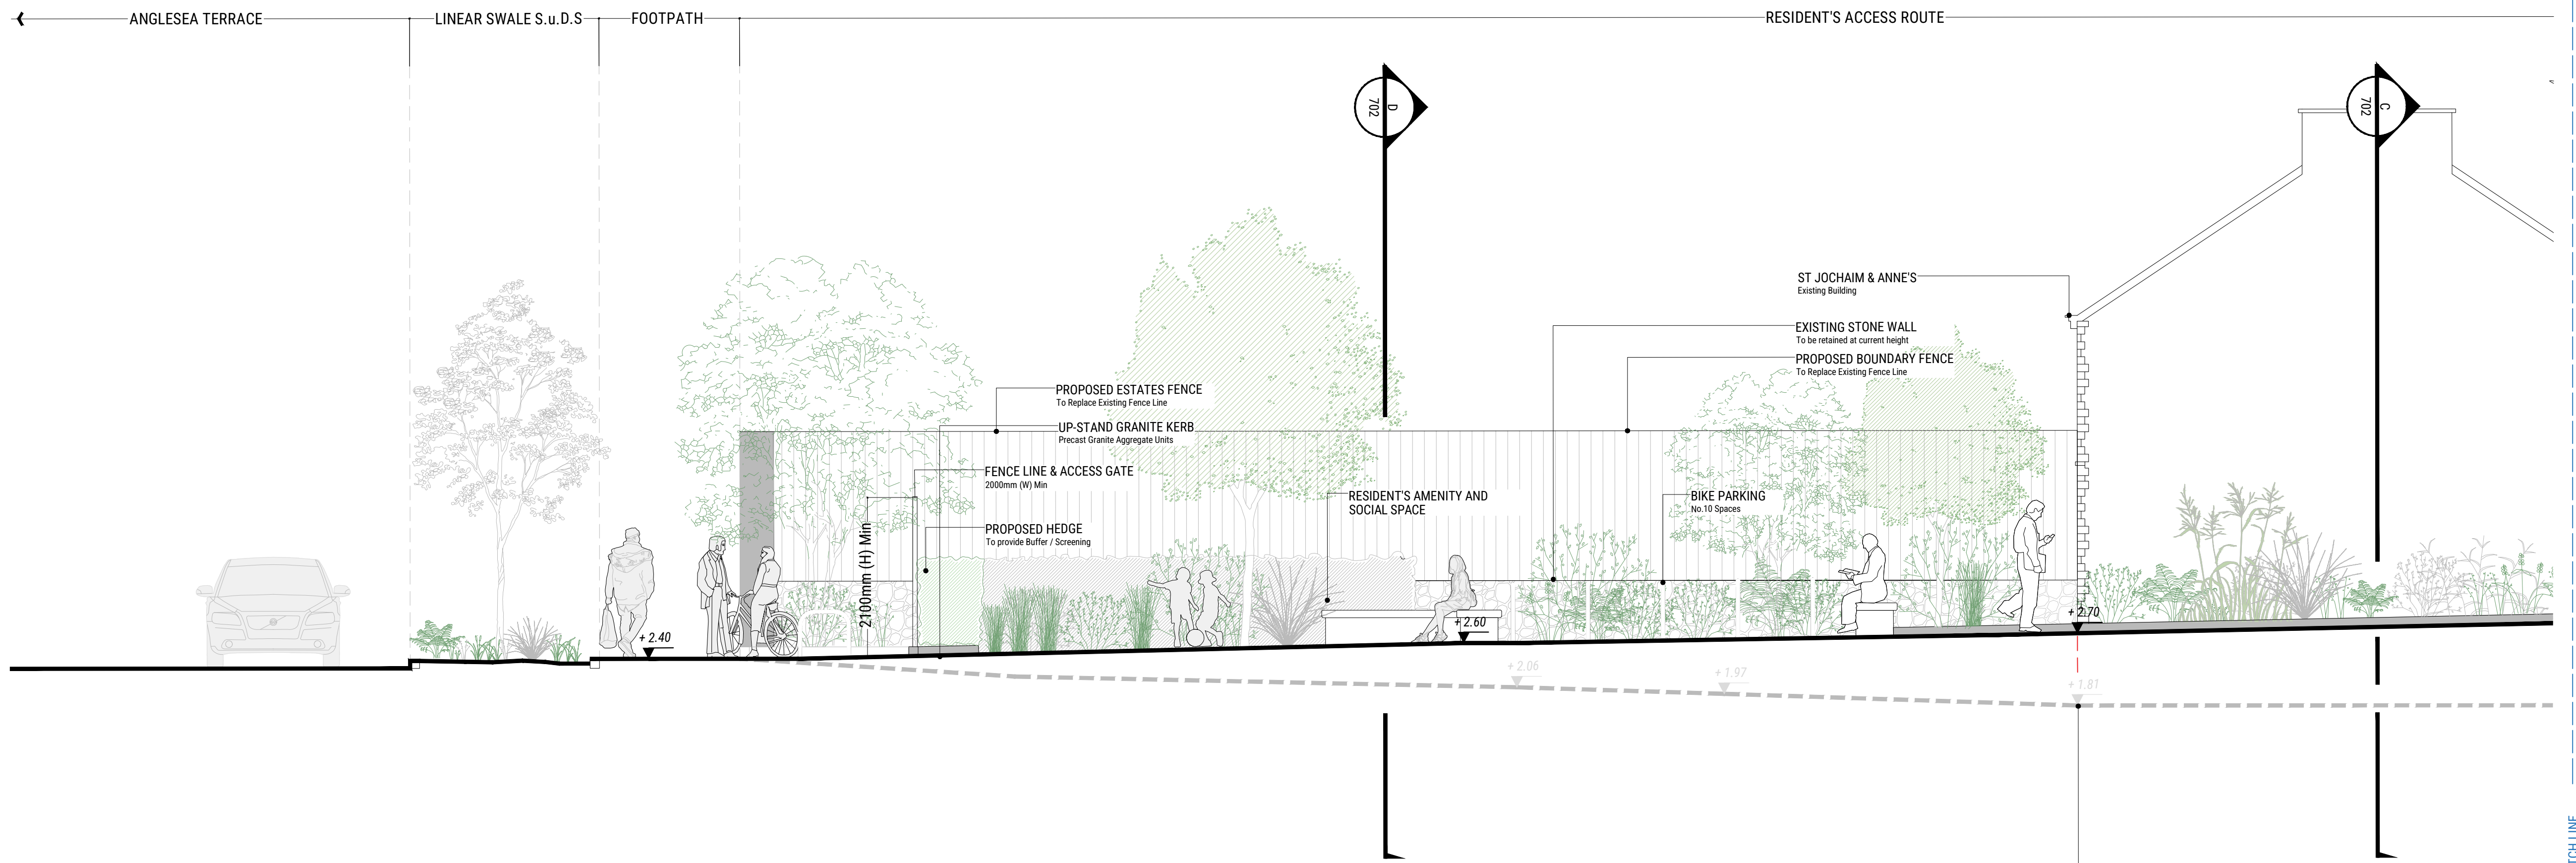 ANGLESEA TERRACE
LINEAR SWALE S.u.D.S
FOOTPATH
RESIDENT'S ACCESS ROUTE
D
702
C
702
ST JOCHAIM & ANNE'S
Existing Building
EXISTING STONE WALL
To be retained at current height
PROPOSED BOUNDARY FENCE
To Replace Existing Fence Line
PROPOSED ESTATES FENCE
To Replace Existing Fence Line
UP-STAND GRANITE KERB
Precast Granite Aggregate Units
FENCE LINE & ACCESS GATE
2000mm (W) Min
RESIDENT'S AMENITY AND
SOCIAL SPACE
BIKE PARKING
No.10 Spaces
PROPOSED HEDGE
To provide Buffer / Screening
2100mm (H) Min
+ 2.40
+ 2.60
+ 2.70
+ 2.06
+ 1.97
+ 1.81
LINE